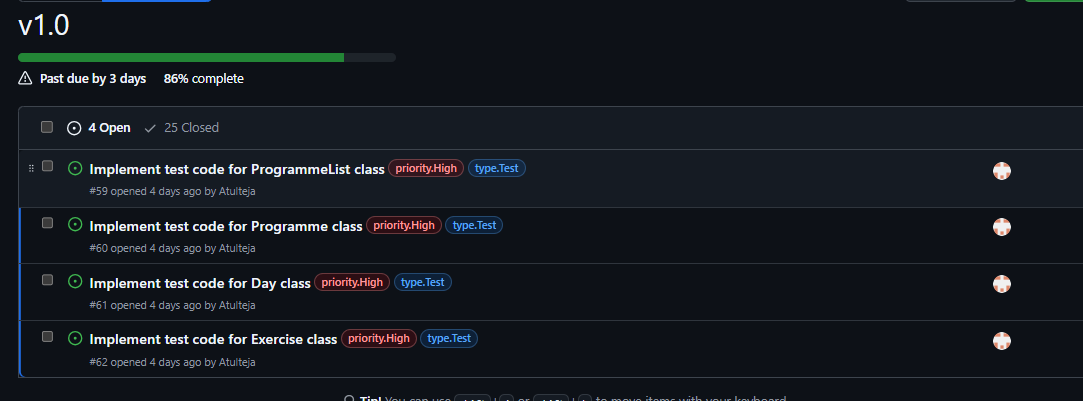 v1.0
Past due by 3 days 86% complete
4 Open 25 Closed
Implement test code for ProgrammeList class priority.High type.Test
#59 opened 4 days ago by Atulteja
Implement test code for Programme class priority.High type.Test
#60 opened 4 days ago by Atulteja
Implement test code for Day class priority.High type.Test
#61 opened 4 days ago by Atulteja
Implement test code for Exercise class priority.High type.Test
#62 opened 4 days ago by Atulteja
Tip! You can use or to move items with your keyboard.